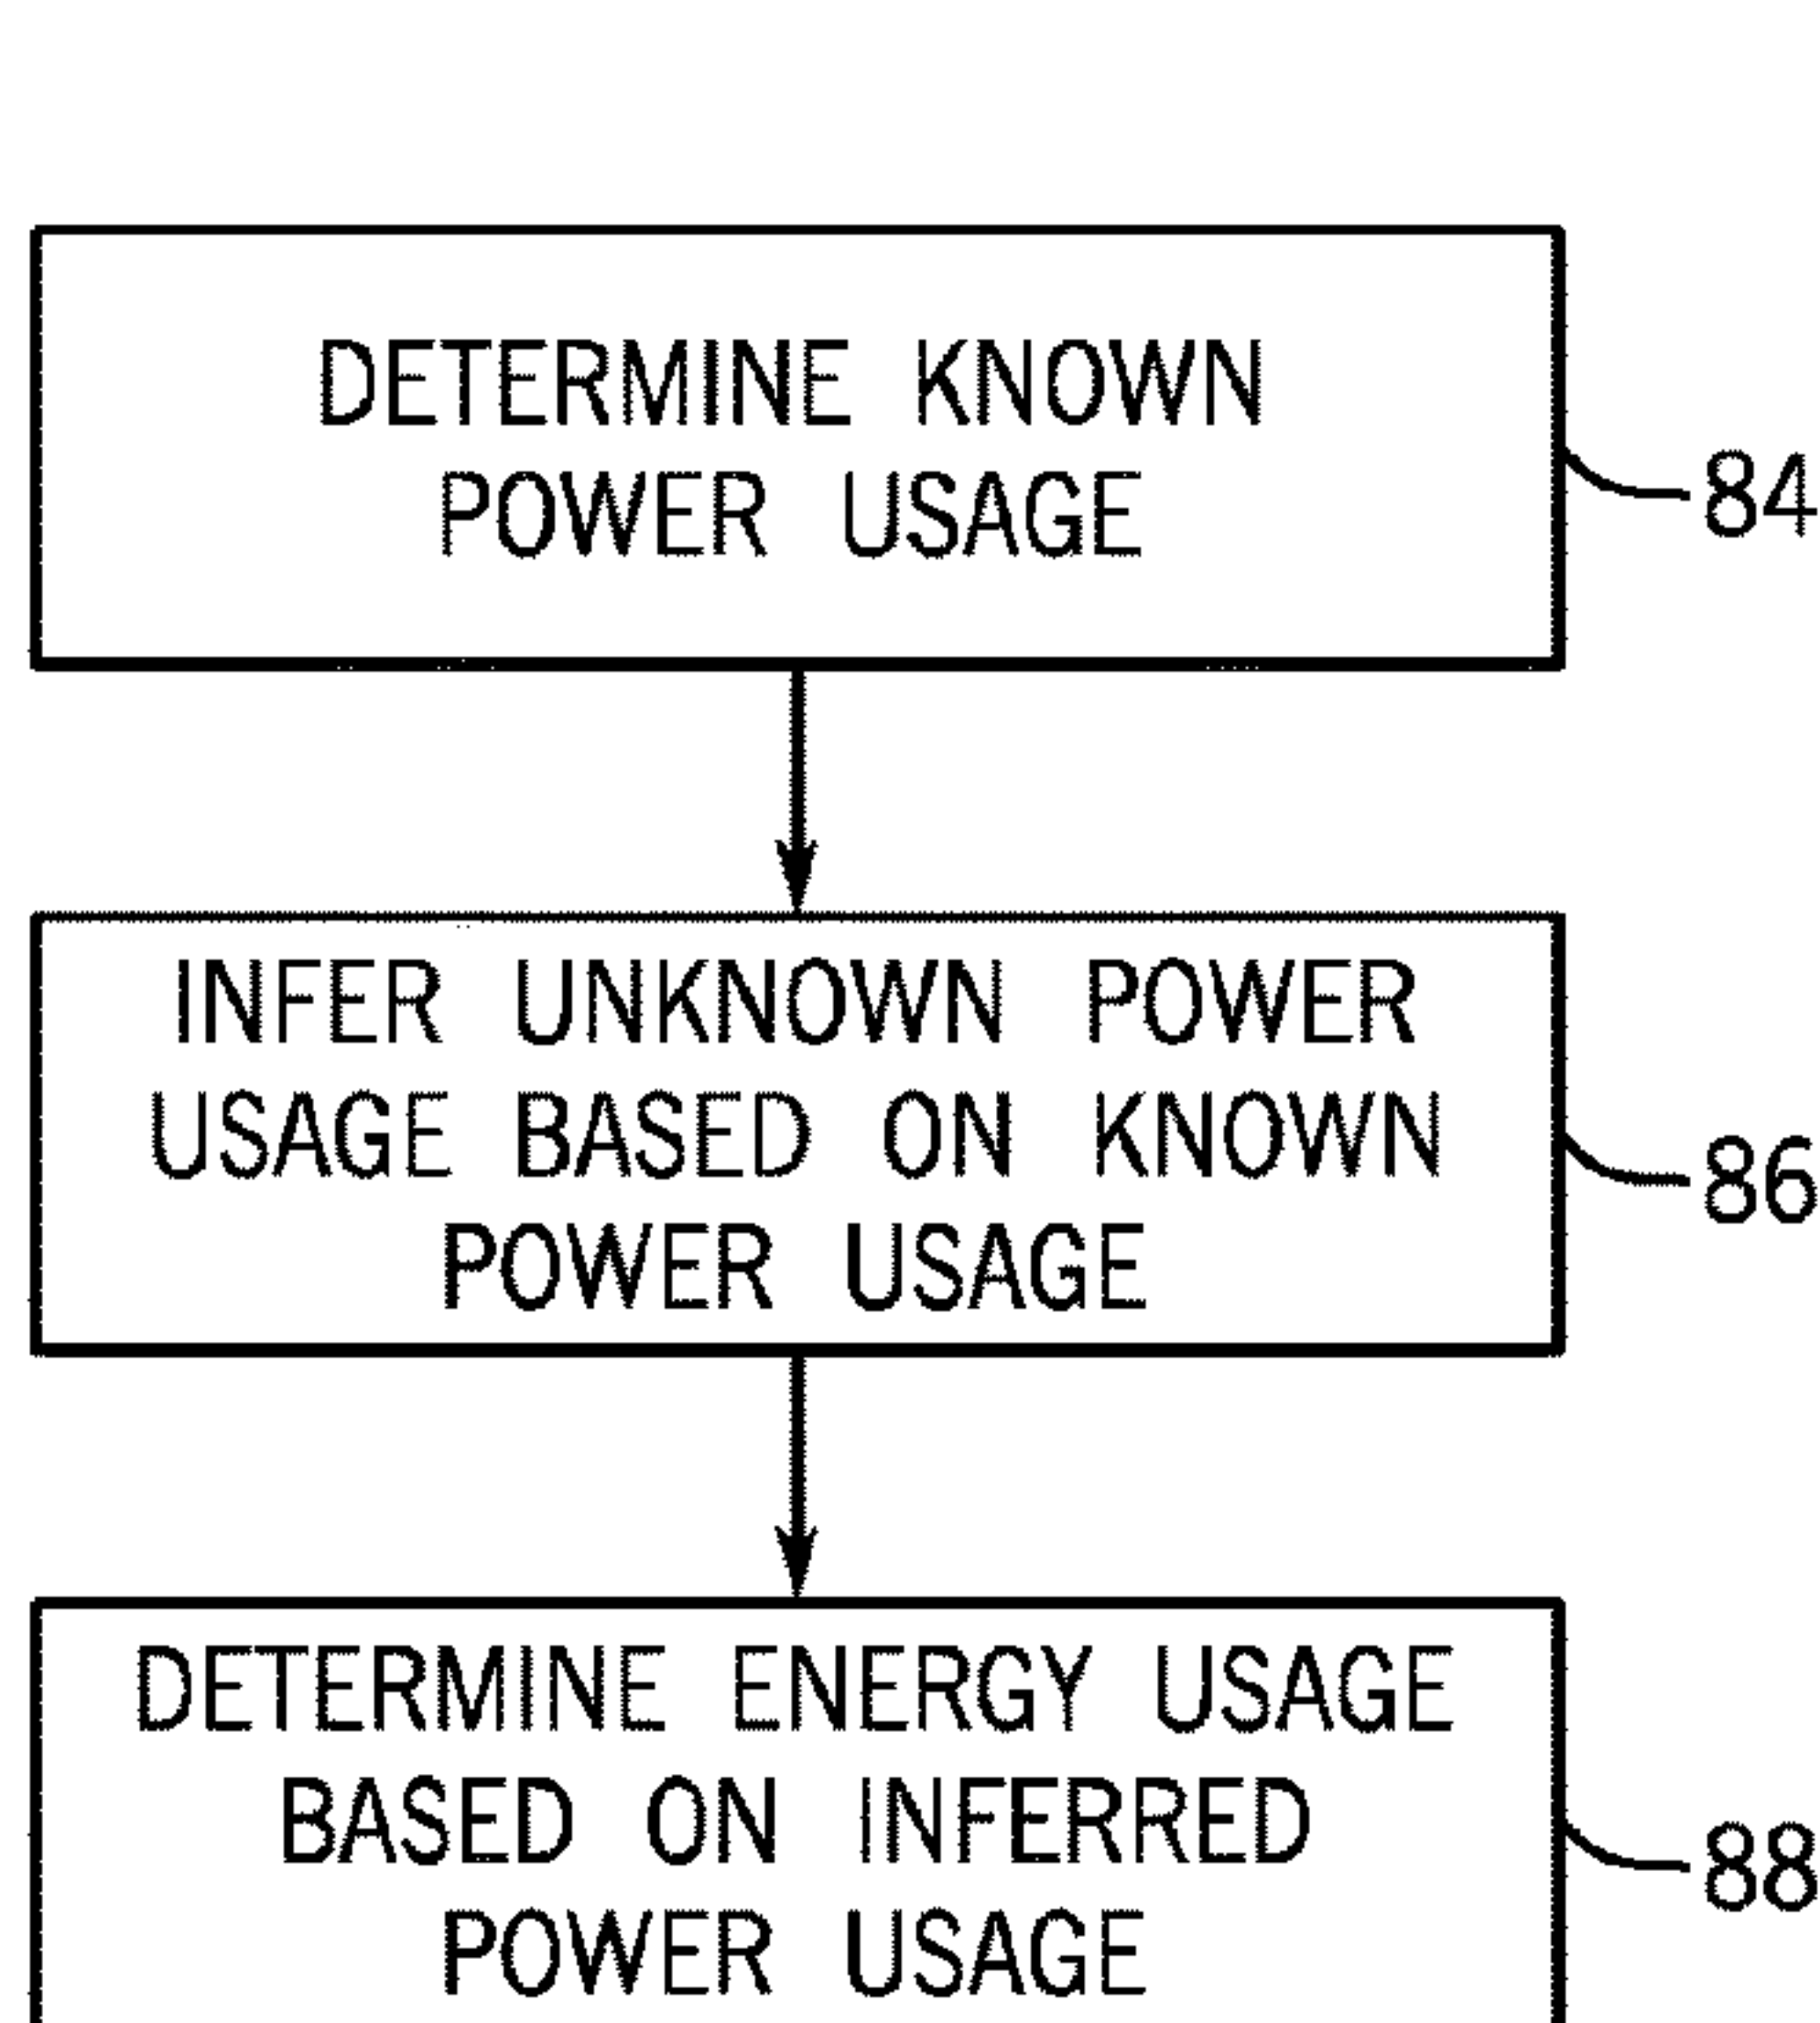 DETERMINE KNOWN
POWER USAGE
84
INFER UNKNOWN POWER
USAGE BASED ON KNOWN
POWER USAGE
86
DETERMINE ENERGY USAGE
BASED ON INFERRED
POWER USAGE
88